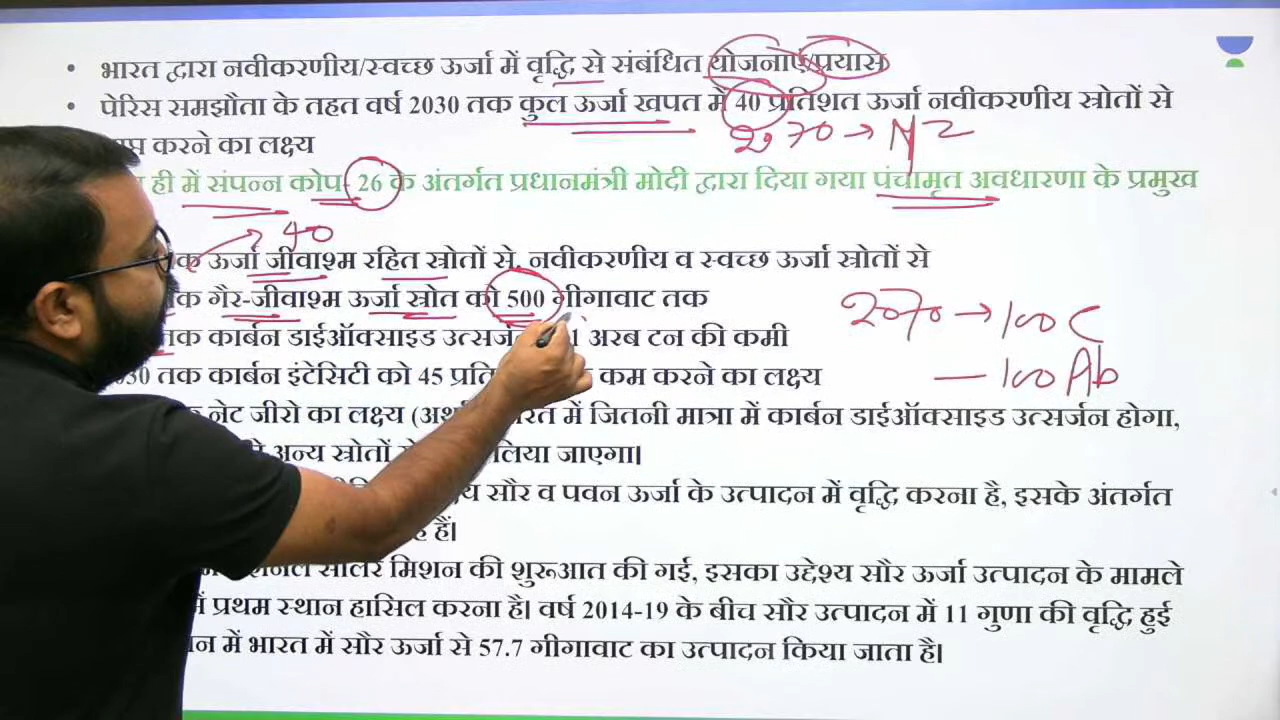 • भारत द्वारा नवीकरणीय/स्वच्छ ऊर्जा में वृद्धि से संबंधित योजनाएं/प्रयास
• पेरिस समझौता के तहत वर्ष 2030 तक कुल ऊर्जा खपत में 40 प्रतिशत ऊर्जा नवीकरणीय स्रोतों से
करने का लक्ष्य
2070 → NZ
ही में संपन्न कोप- 26 के अंतर्गत प्रधानमंत्री मोदी द्वारा दिया गया पंचामृत अवधारणा के प्रमुख
40
ऊर्जा जीवाश्म रहित स्रोतों से, नवीकरणीय व स्वच्छ ऊर्जा स्रोतों से
गैर-जीवाश्म ऊर्जा स्रोत को 500 गीगावाट तक
2070 → 100 C
तक कार्बन डाईऑक्साइड 1 अरब टन की कमी
तक कार्बन इंटेसिटी को 45 कम करने का लक्ष्य
— 100 Ab
नेट जीरो का लक्ष्य में जितनी मात्रा में कार्बन डाईऑक्साइड उत्सर्जन होगा,
अन्य स्रोतों लिया जाएगा।
सौर व पवन ऊर्जा के उत्पादन में वृद्धि करना है, इसके अंतर्गत
हैं।
सोलर मिशन की शुरूआत की गई, इसका उद्देश्य सौर ऊर्जा उत्पादन के मामले
में प्रथम स्थान हासिल करना है। वर्ष 2014-19 के बीच सौर उत्पादन में 11 गुणा की वृद्धि हुई
में भारत में सौर ऊर्जा से 57.7 गीगावाट का उत्पादन किया जाता है।